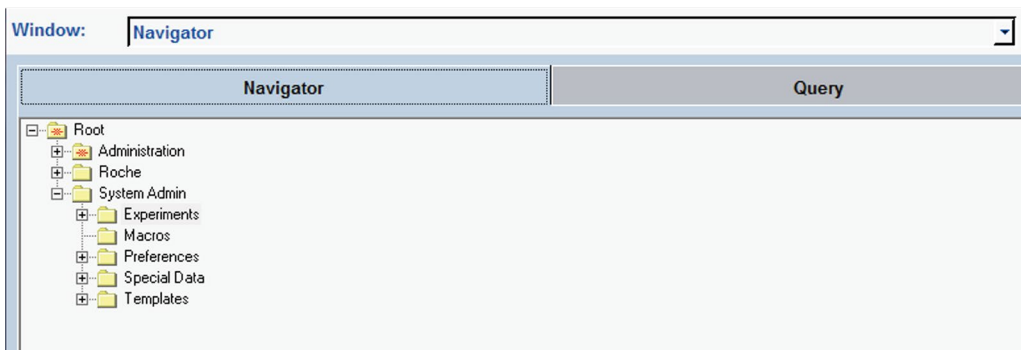 Window: Navigator
Navigator Query
Root
Administration
Roche
System Admin
Experiments
Macros
Preferences
Special Data
Templates